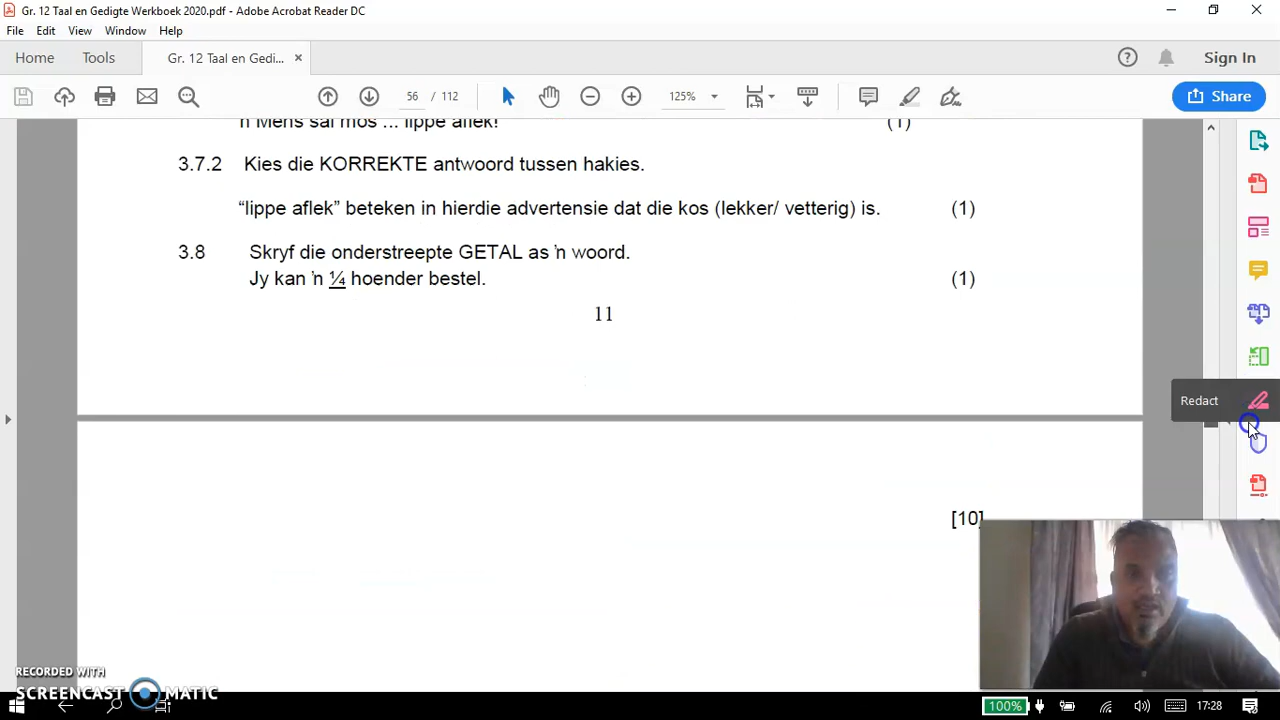 Gr. 12 Taal en Gedigte Werkboek 2020.pdf - Adobe Acrobat Reader DC
File Edit View Window Help
Home Tools Gr. 12 Taal en Gedi... × Sign In
56 / 112 125% Share
'n Mens sal mos ... lippe aflek! (1)
3.7.2 Kies die KORREKTE antwoord tussen hakies.
“lippe aflek” beteken in hierdie advertensie dat die kos (lekker/ vetterig) is. (1)
3.8 Skryf die onderstreepte GETAL as 'n woord.
Jy kan 'n ¼ hoender bestel. (1)
11
Redact
[10]
RECORDED WITH
SCREENCAST MATIC
100% 17:28